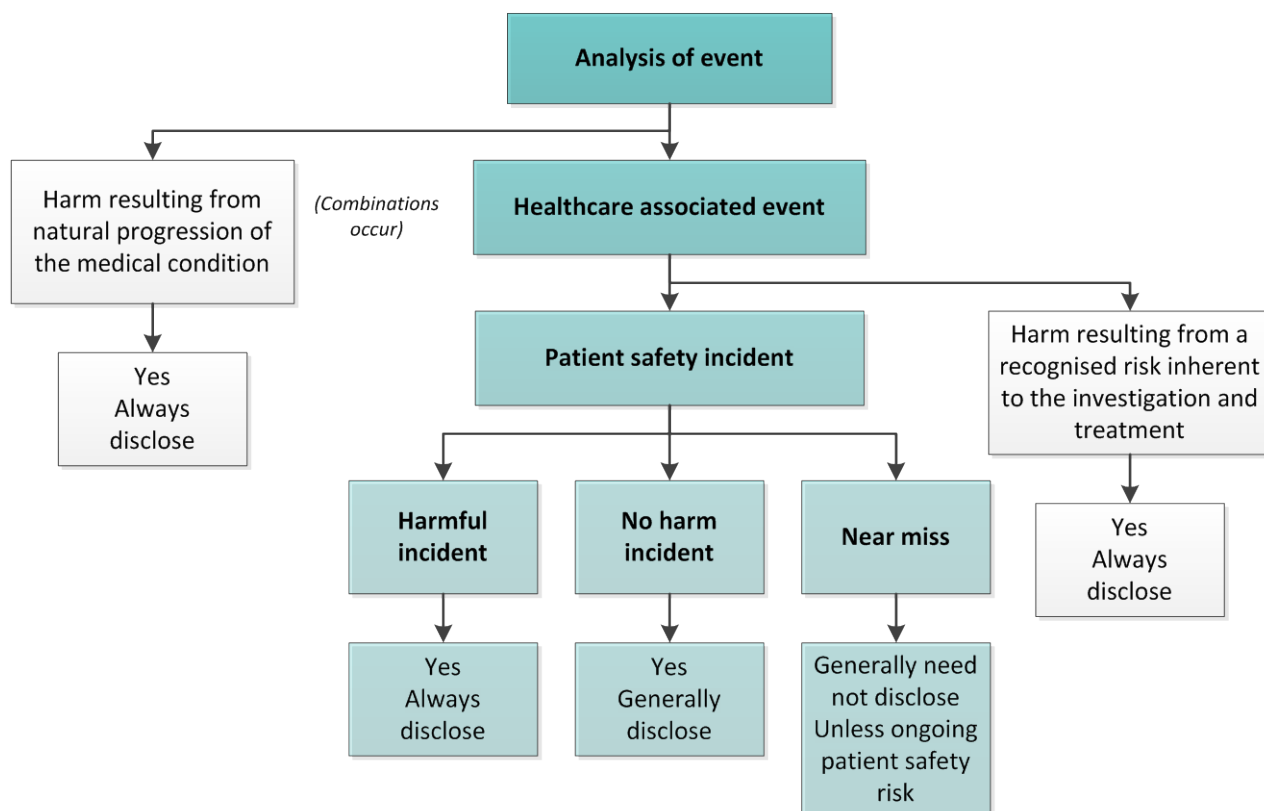 Analysis of event
Harm resulting from
natural progression of
the medical condition
(Combinations
occur)
Healthcare associated event
Yes
Always
disclose
Patient safety incident
Harm resulting from a
recognised risk inherent
to the investigation and
treatment
Harmful
incident
No harm
incident
Near miss
Yes
Always
disclose
Yes
Always
disclose
Yes
Generally
disclose
Generally need
not disclose
Unless ongoing
patient safety
risk